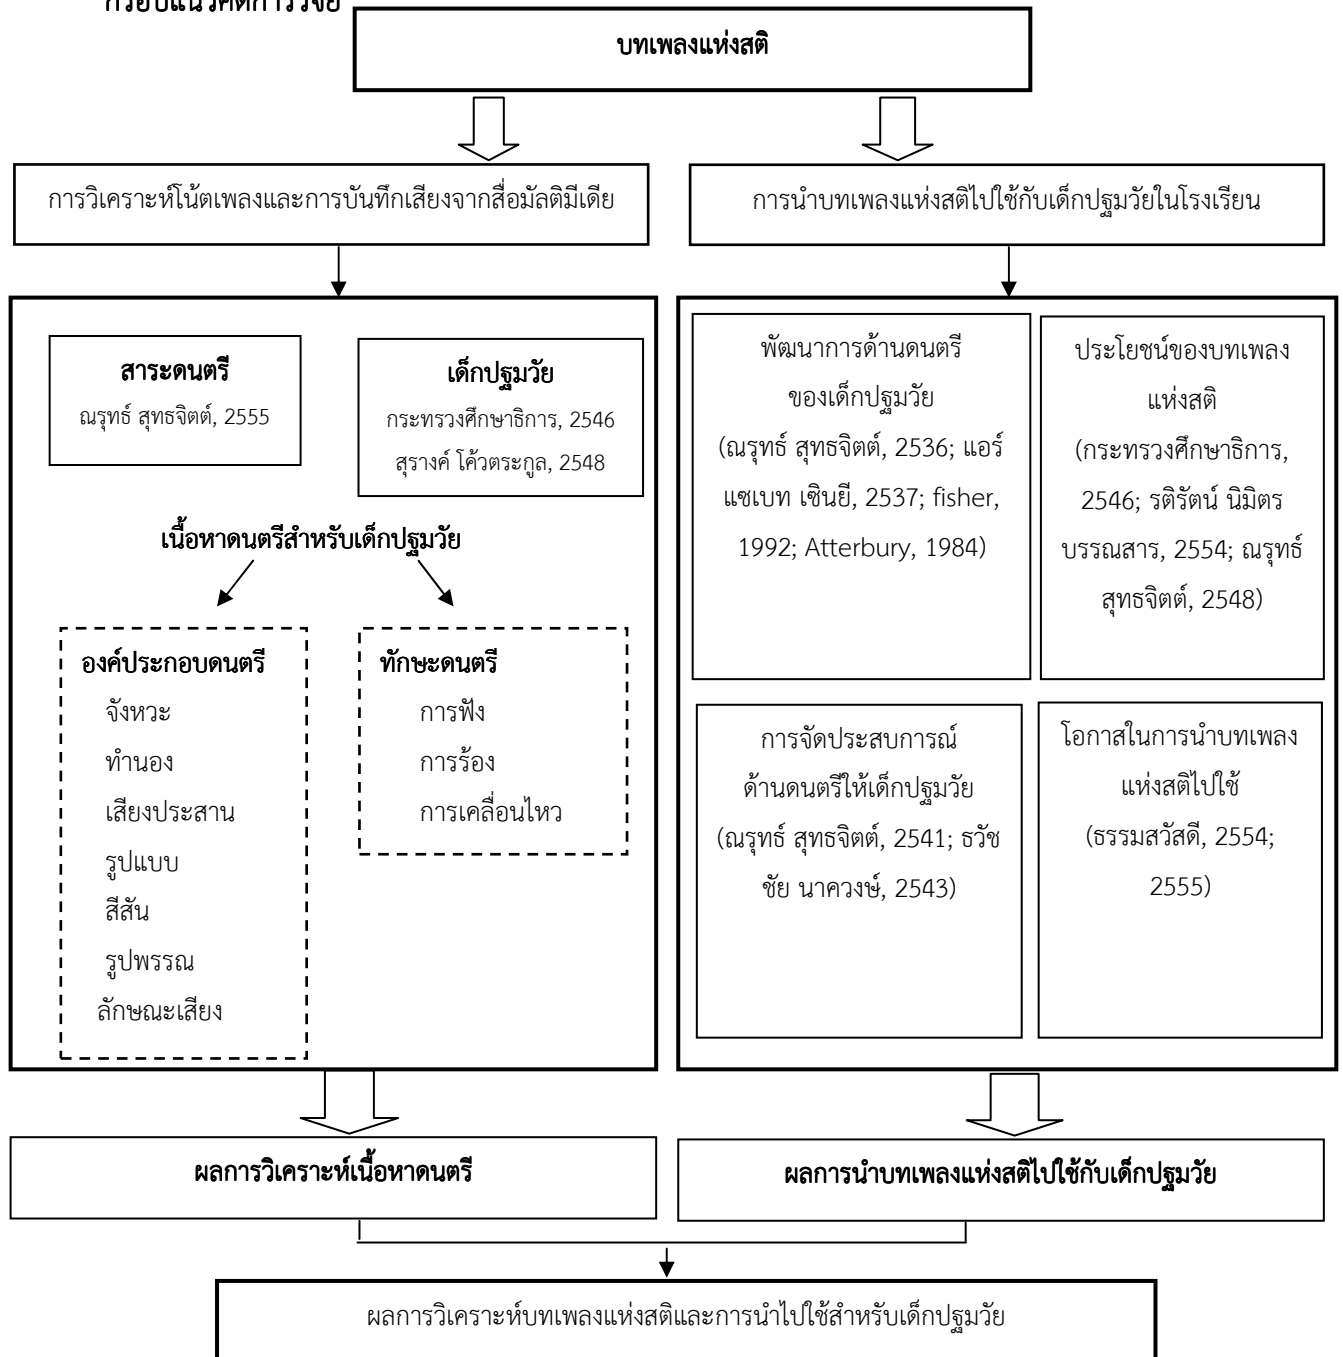 กรอบแนวคิดการวิจัย
บทเพลงแห่งสติ
การวิเคราะห์โน้ตเพลงและการบันทึกเสียงจากสื่อมัลติมีเดีย
การนำบทเพลงแห่งสติไปใช้กับเด็กปฐมวัยในโรงเรียน
สาระดนตรี
ณรุทธ์ สุทธจิตต์, 2555
เด็กปฐมวัย
กระทรวงศึกษาธิการ, 2546
สุรางค์ โค้วตระกูล, 2548
เนื้อหาดนตรีสำหรับเด็กปฐมวัย
องค์ประกอบดนตรี
จังหวะ
ทำนอง
เสียงประสาน
รูปแบบ
สีสัน
รูปพรรณ
ลักษณะเสียง
ทักษะดนตรี
การฟัง
การร้อง
การเคลื่อนไหว
พัฒนาการด้านดนตรี
ของเด็กปฐมวัย
(ณรุทธ์ สุทธจิตต์, 2536; แอร์
แซเบท เซินยี, 2537; fisher,
1992; Atterbury, 1984)
ประโยชน์ของบทเพลง
แห่งสติ
(กระทรวงศึกษาธิการ,
2546; รติรัตน์ นิมิตร
บรรณสาร, 2554; ณรุทธ์
สุทธจิตต์, 2548)
การจัดประสบการณ์
ด้านดนตรีให้เด็กปฐมวัย
(ณรุทธ์ สุทธจิตต์, 2541; ธวัช
ชัย นาควงษ์, 2543)
โอกาสในการนำบทเพลง
แห่งสติไปใช้
(ธรรมสวัสดี, 2554;
2555)
ผลการวิเคราะห์เนื้อหาดนตรี
ผลการนำบทเพลงแห่งสติไปใช้กับเด็กปฐมวัย
ผลการวิเคราะห์บทเพลงแห่งสติและการนำไปใช้สำหรับเด็กปฐมวัย